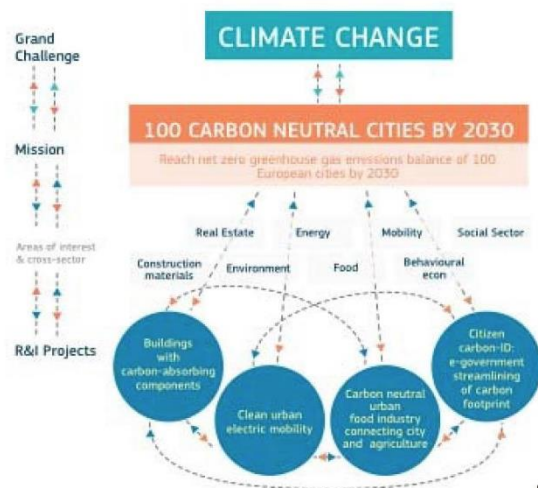 Grand
Challenge
CLIMATE CHANGE
100 CARBON NEUTRAL CITIES BY 2030
Mission
Reach net zero greenhouse gas emissions balance of 100
European cities by 2030
Real Estate
Energy
Mobility
Social Sector
Areas of interest
& cross-sector
Construction
materials
Environment
Food
Behavioural
econ
R&I Projects
Buildings
with
carbon-absorbing
components
Clean urban
electric mobility
Carbon neutral
urban
food industry
connecting city
and agriculture
Citizen
carbon-ID:
e-government
streamlining
of carbon
footprint